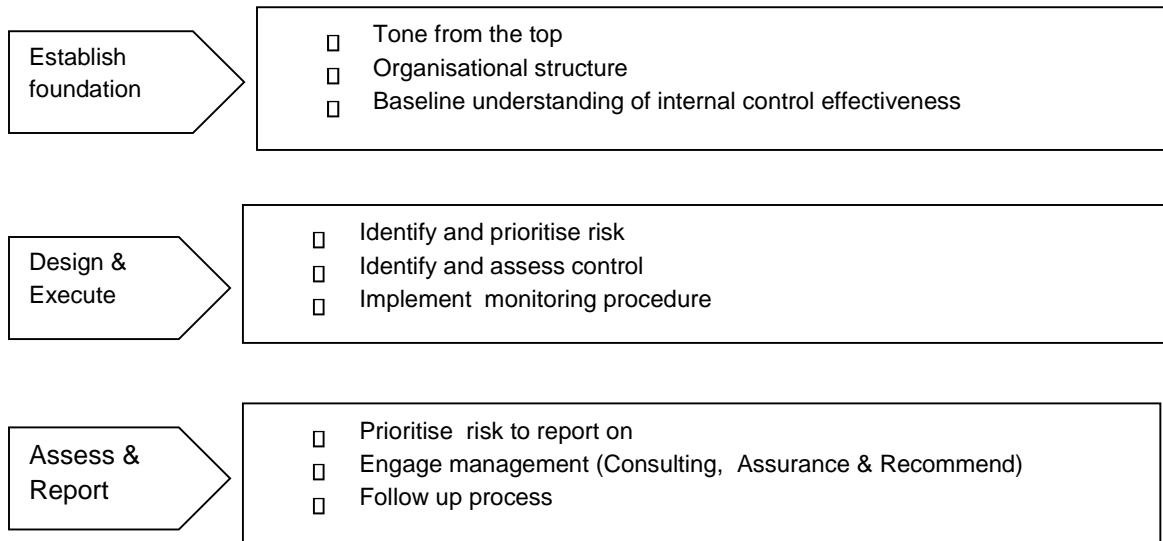 Establish
foundation
Tone from the top
Organisational structure
Baseline understanding of internal control effectiveness
Design &
Execute
Identify and prioritise risk
Identify and assess control
Implement monitoring procedure
Assess &
Report
Prioritise risk to report on
Engage management (Consulting, Assurance & Recommend)
Follow up process